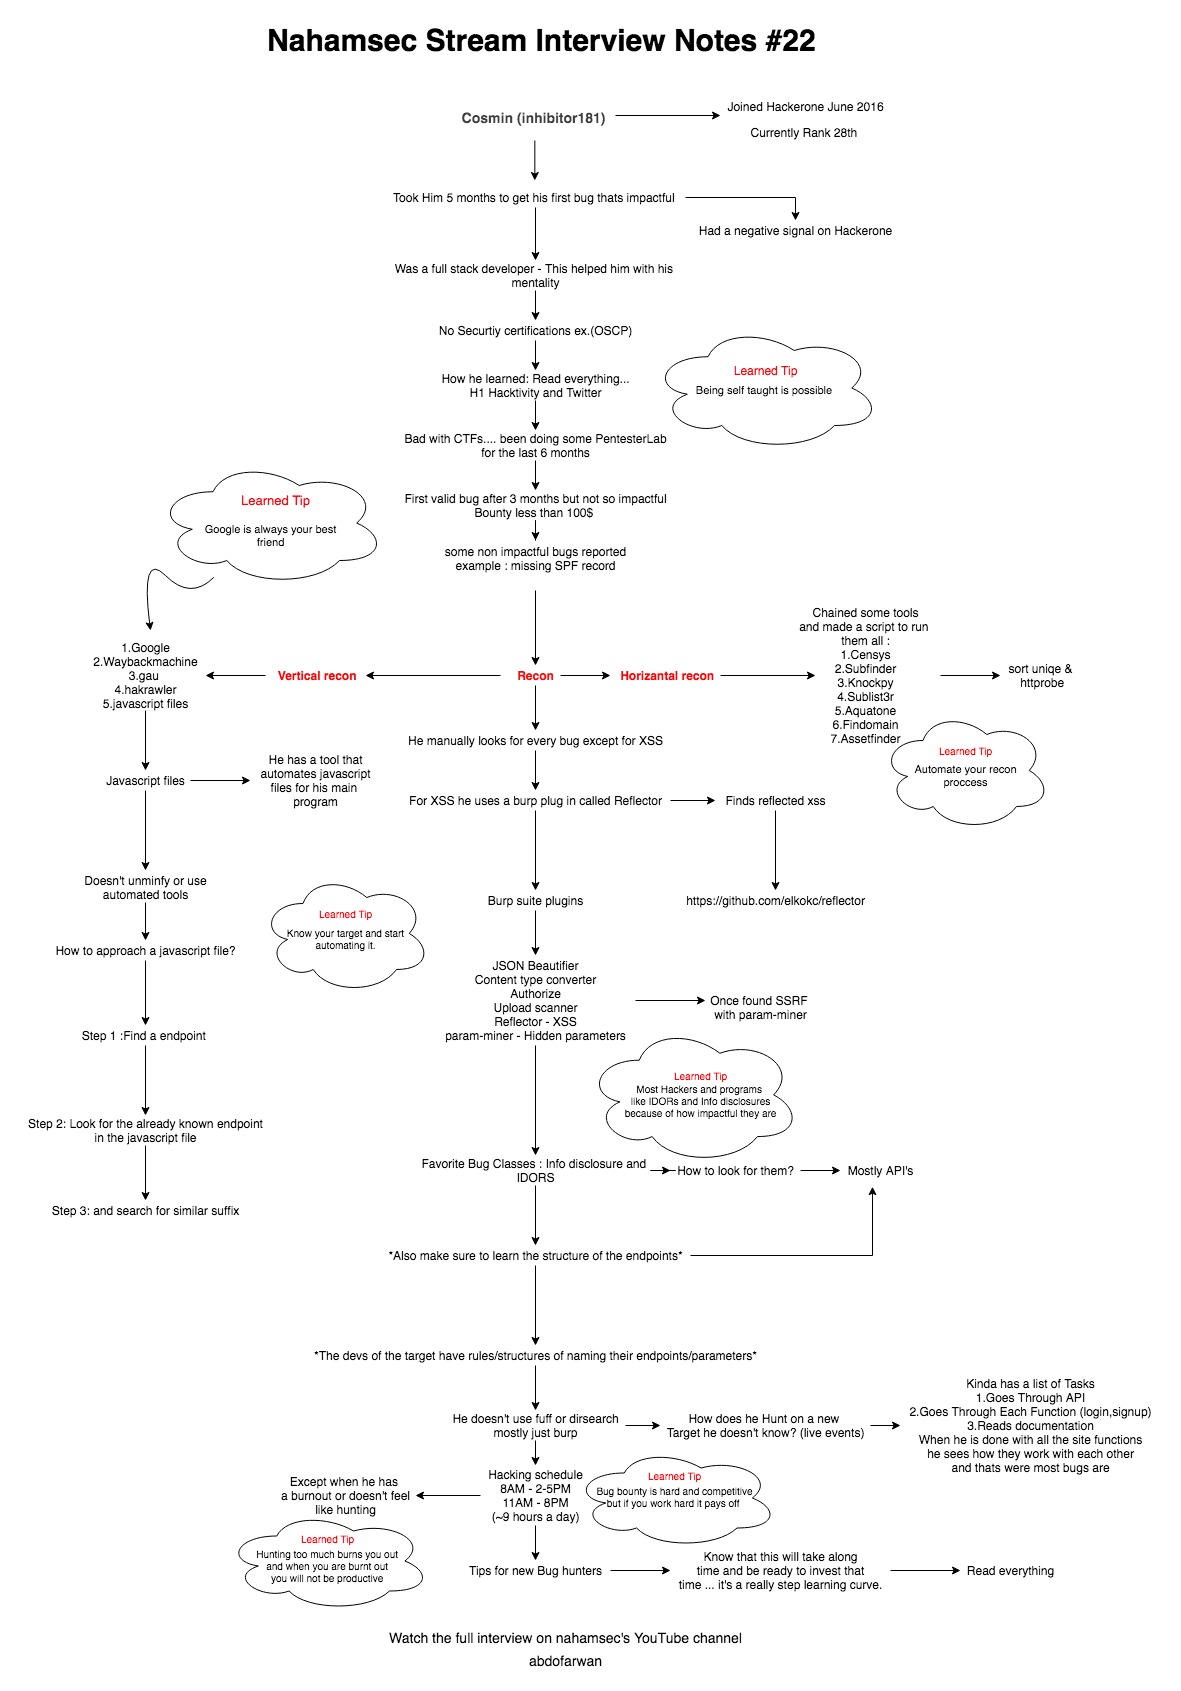 Nahamsec Stream Interview Notes #22
Cosmin (inhibitor181)
Joined Hackerone June 2016
Currently Rank 28th
Took Him 5 months to get his first bug thats impactful
Had a negative signal on Hackerone
Was a full stack developer - This helped him with his
mentality
No Securtiy certifications ex.(OSCP)
How he learned: Read everything...
H1 Hacktivity and Twitter
Learned Tip
Being self taught is possible
Bad with CTFs.... been doing some PentesterLab
for the last 6 months
First valid bug after 3 months but not so impactful
Bounty less than 100$
Learned Tip
Google is always your best
friend
some non impactful bugs reported
example : missing SPF record
Recon
Vertical recon
1.Google
2.Waybackmachine
3.gau
4.hakrawler
5.javascript files
Horizantal recon
Chained some tools
and made a script to run
them all :
1.Censys
2.Subfinder
3.Knockpy
4.Sublist3r
5.Aquatone
6.Findomain
7.Assetfinder
sort uniqe &
httprobe
Learned Tip
Automate your recon
proccess
Javascript files
He has a tool that
automates javascript
files for his main
program
Doesn't unminfy or use
automated tools
How to approach a javascript file?
Step 1 :Find a endpoint
Step 2: Look for the already known endpoint
in the javascript file
Step 3: and search for similar suffix
Learned Tip
Know your target and start
automating it.
He manually looks for every bug except for XSS
For XSS he uses a burp plug in called Reflector
Finds reflected xss
https://github.com/elkokc/reflector
Burp suite plugins
JSON Beautifier
Content type converter
Authorize
Upload scanner
Reflector - XSS
param-miner - Hidden parameters
Once found SSRF
with param-miner
Learned Tip
Most Hackers and programs
like IDORs and Info disclosures
because of how impactful they are
Favorite Bug Classes : Info disclosure and
IDORS
How to look for them?
Mostly API's
*Also make sure to learn the structure of the endpoints*
*The devs of the target have rules/structures of naming their endpoints/parameters*
He doesn't use fuff or dirsearch
mostly just burp
How does he Hunt on a new
Target he doesn't know? (live events)
Kinda has a list of Tasks
1.Goes Through API
2.Goes Through Each Function (login,signup)
3.Reads documentation
When he is done with all the site functions
he sees how they work with each other
and thats were most bugs are
Hacking schedule
8AM - 2-5PM
11AM - 8PM
(~9 hours a day)
Learned Tip
Bug bounty is hard and competitive
but if you work hard it pays off
Except when he has
a burnout or doesn't feel
like hunting
Learned Tip
Hunting too much burns you out
and when you are burnt out
you will not be productive
Tips for new Bug hunters
Know that this will take along
time and be ready to invest that
time ... it's a really step learning curve.
Read everything
Watch the full interview on nahamsec's YouTube channel
abdofarwan